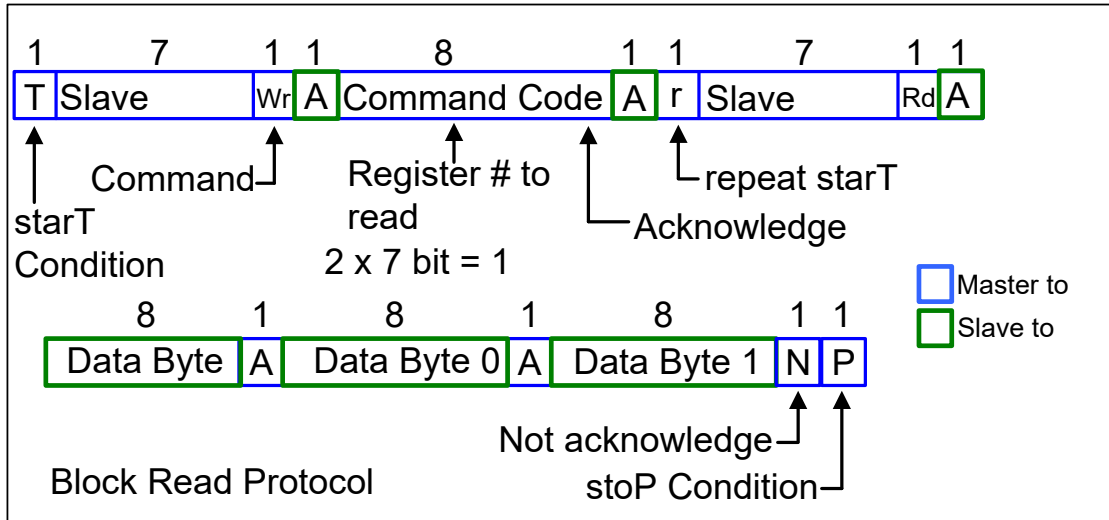 1 7 1 1 8 1 1 7 1 1
T Slave Wr A Command Code A r Slave Rd A
Command
Register # to
read
2 x 7 bit = 1
repeat starT
Acknowledge
starT
Condition
Master to
Slave to
8 1 8 1 8 1 1
Data Byte A Data Byte 0 A Data Byte 1 N P
Not acknowledge
stoP Condition
Block Read Protocol